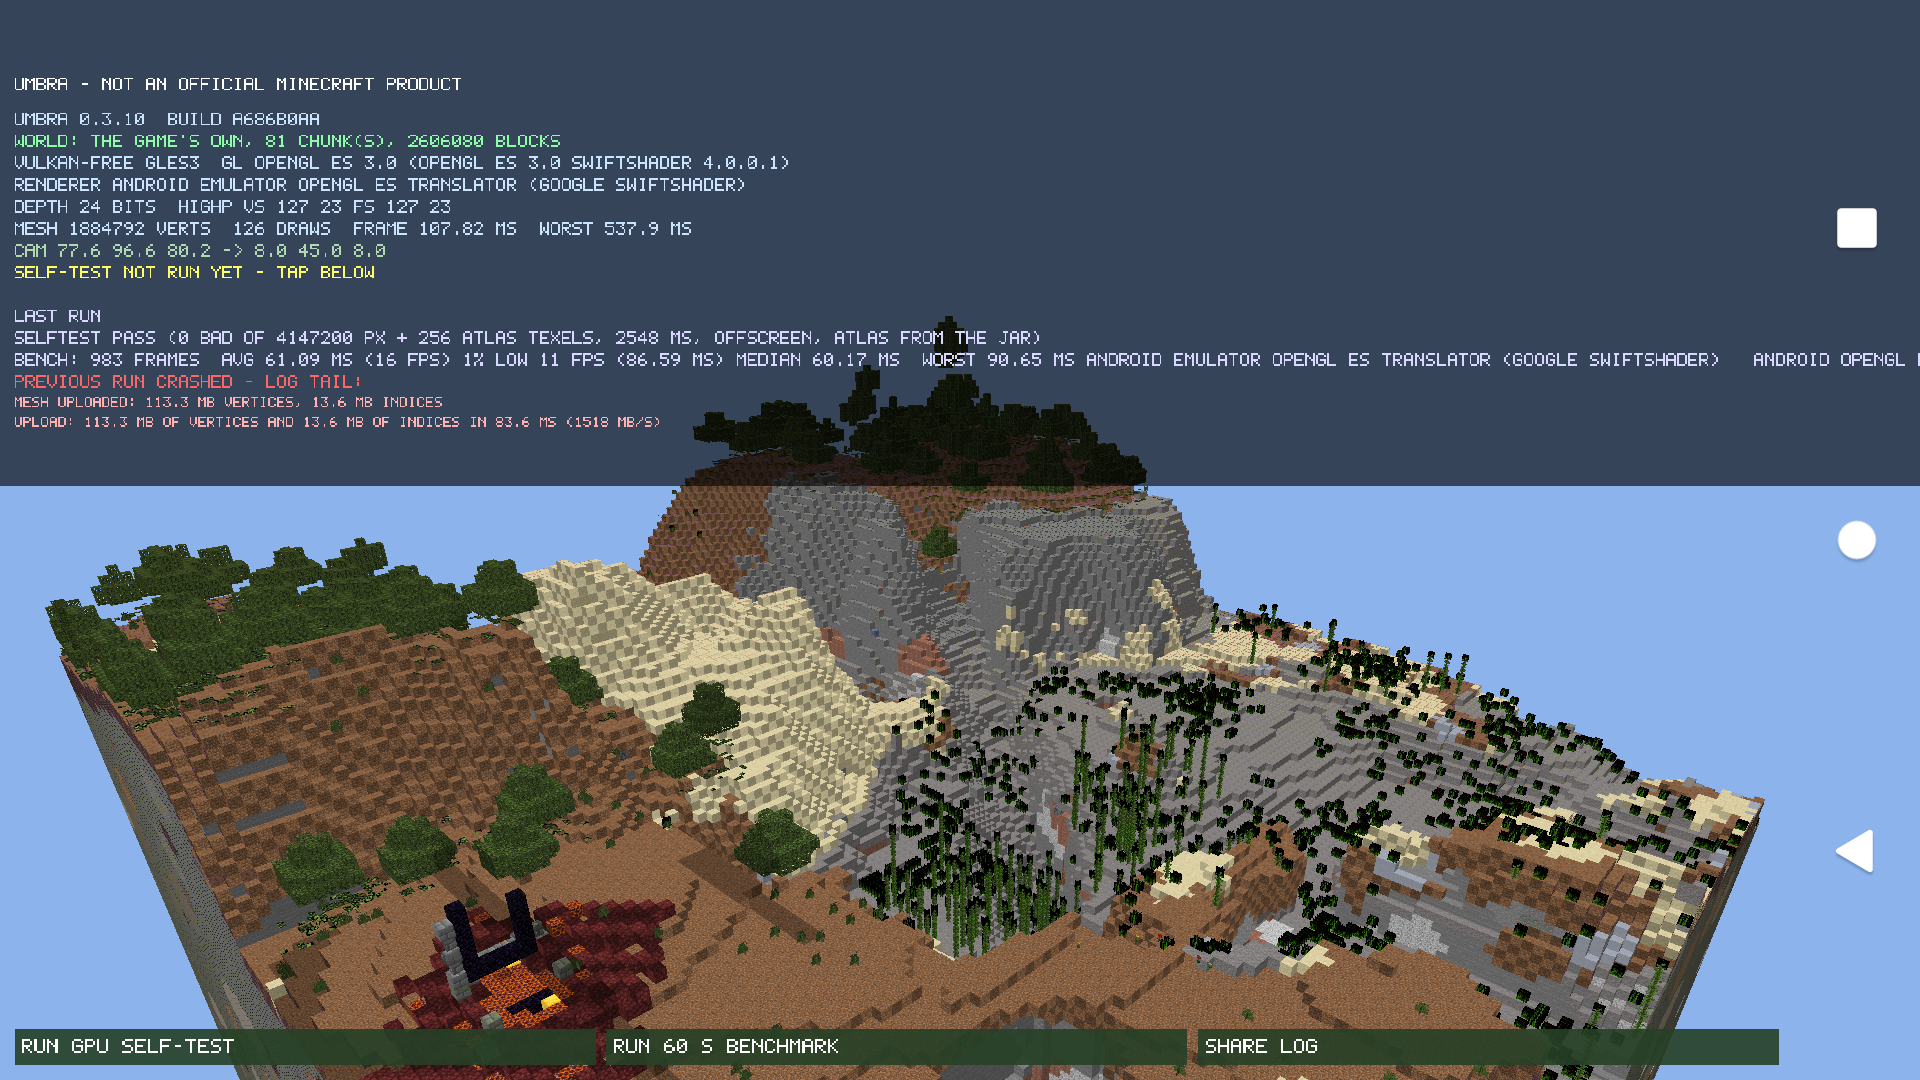 UMBRA - NOT AN OFFICIAL MINECRAFT PRODUCT
UMBRA 0.3.10  BUILD A686B0AA
WORLD: THE GAME'S OWN, 81 CHUNK(S), 2606080 BLOCKS
VULKAN-FREE GLES3  GL OPENGL ES 3.0 (OPENGL ES 3.0 SWIFTSHADER 4.0.0.1)
RENDERER ANDROID EMULATOR OPENGL ES TRANSLATOR (GOOGLE SWIFTSHADER)
DEPTH 24 BITS  HIGHP VS 127 23 FS 127 23
MESH 1884792 VERTS  126 DRAWS  FRAME 107.82 MS  WORST 537.9 MS
CAM 77.6 96.6 80.2 -> 8.0 45.0 8.0
SELF-TEST NOT RUN YET - TAP BELOW
LAST RUN
SELFTEST PASS (0 BAD OF 4147200 PX + 256 ATLAS TEXELS, 2548 MS, OFFSCREEN, ATLAS FROM THE JAR)
BENCH: 983 FRAMES  AVG 61.09 MS (16 FPS) 1% LOW 11 FPS (86.59 MS) MEDIAN 60.17 MS  WORST 90.65 MS ANDROID EMULATOR OPENGL ES TRANSLATOR (GOOGLE SWIFTSHADER)  ANDROID OPENGL
PREVIOUS RUN CRASHED - LOG TAIL:
MESH UPLOADED: 113.3 MB VERTICES, 13.6 MB INDICES
UPLOAD: 113.3 MB OF VERTICES AND 13.6 MB OF INDICES IN 83.6 MS (1518 MB/S)
RUN GPU SELF-TEST
RUN 60 S BENCHMARK
SHARE LOG